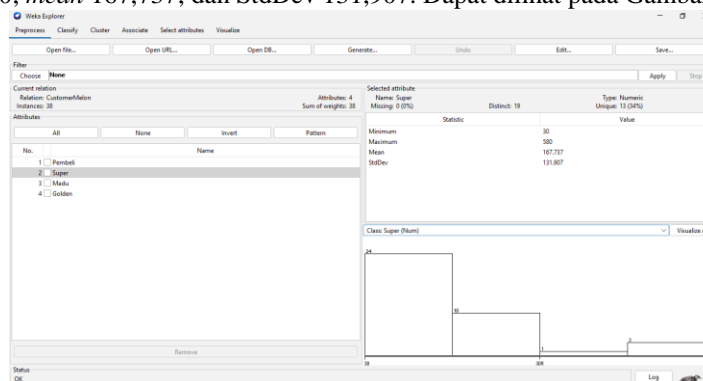 mean 167,737, dan StdDev 131,907. Dapat dilihat pada Gambar
Weka Explorer
Preprocess Classify Cluster Associate Select attributes Visualize
Open file... Open URL... Open DB... Generate... Undo Edit... Save...
Filter
Choose None Apply Stop
Current relation
Relation: CustomerMelon Attributes: 4
Instances: 38 Sum of weights: 38
Attributes
All None Invert Pattern
No. Name
1 Pembeli
2 Super
3 Madu
4 Golden
Remove
Selected attribute
Name: Super Type: Numeric
Missing: 0 (0%) Distinct: 19 Unique: 13 (34%)
Statistic Value
Minimum 30
Maximum 580
Mean 167.737
StdDev 131.907
Class: Super (Num) Visualize
24
1
Status
OK
Log